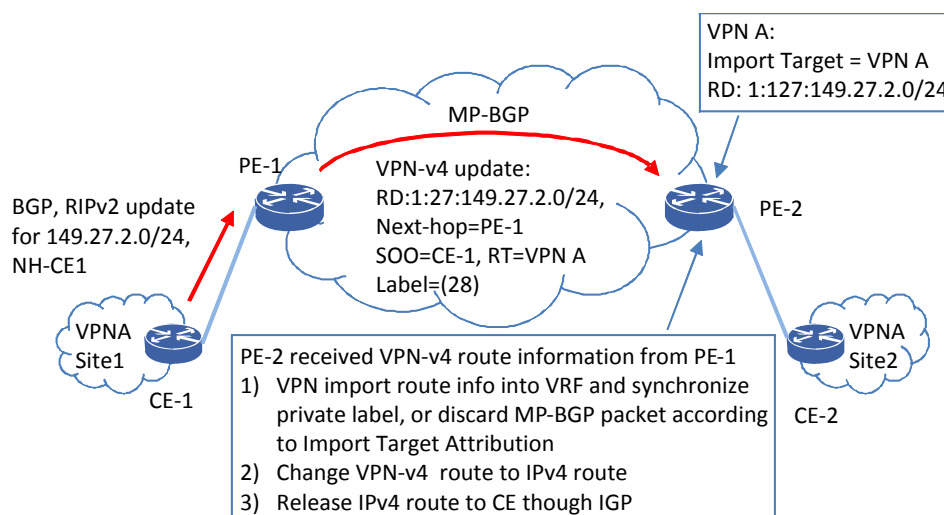 VPN A:
Import Target = VPN A
RD: 1:127:149.27.2.0/24
MP-BGP
PE-1
VPN-v4 update:
RD:1:27:149.27.2.0/24,
Next-hop=PE-1
SOO=CE-1, RT=VPN A
Label=(28)
PE-2
BGP, RIPv2 update
for 149.27.2.0/24,
NH-CE1
VPNA
Site1
CE-1
PE-2 received VPN-v4 route information from PE-1
1) VPN import route info into VRF and synchronize
private label, or discard MP-BGP packet according
to Import Target Attribution
2) Change VPN-v4 route to IPv4 route
3) Release IPv4 route to CE though IGP
VPNA
Site2
CE-2